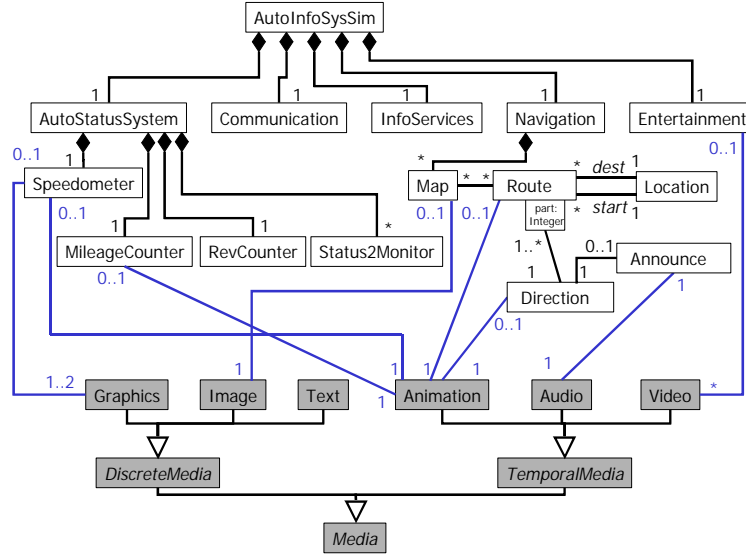 AutoInfoSysSim
1 1 1 1 1
AutoStatusSystem Communication InfoServices Navigation Entertainment
0..1 1 * * * * dest 1 0..1
Speedometer Map Route Location
0..1 0..1 0..1 * start 1
part:
Integer
1 1 * 1..* 0..1
MileageCounter RevCounter Status2Monitor Announce
0..1 1 1 1
Direction
0..1
1..2 1 1 1 1 1
1 *
Graphics Image Text Animation Audio Video
DiscreteMedia TemporalMedia
Media